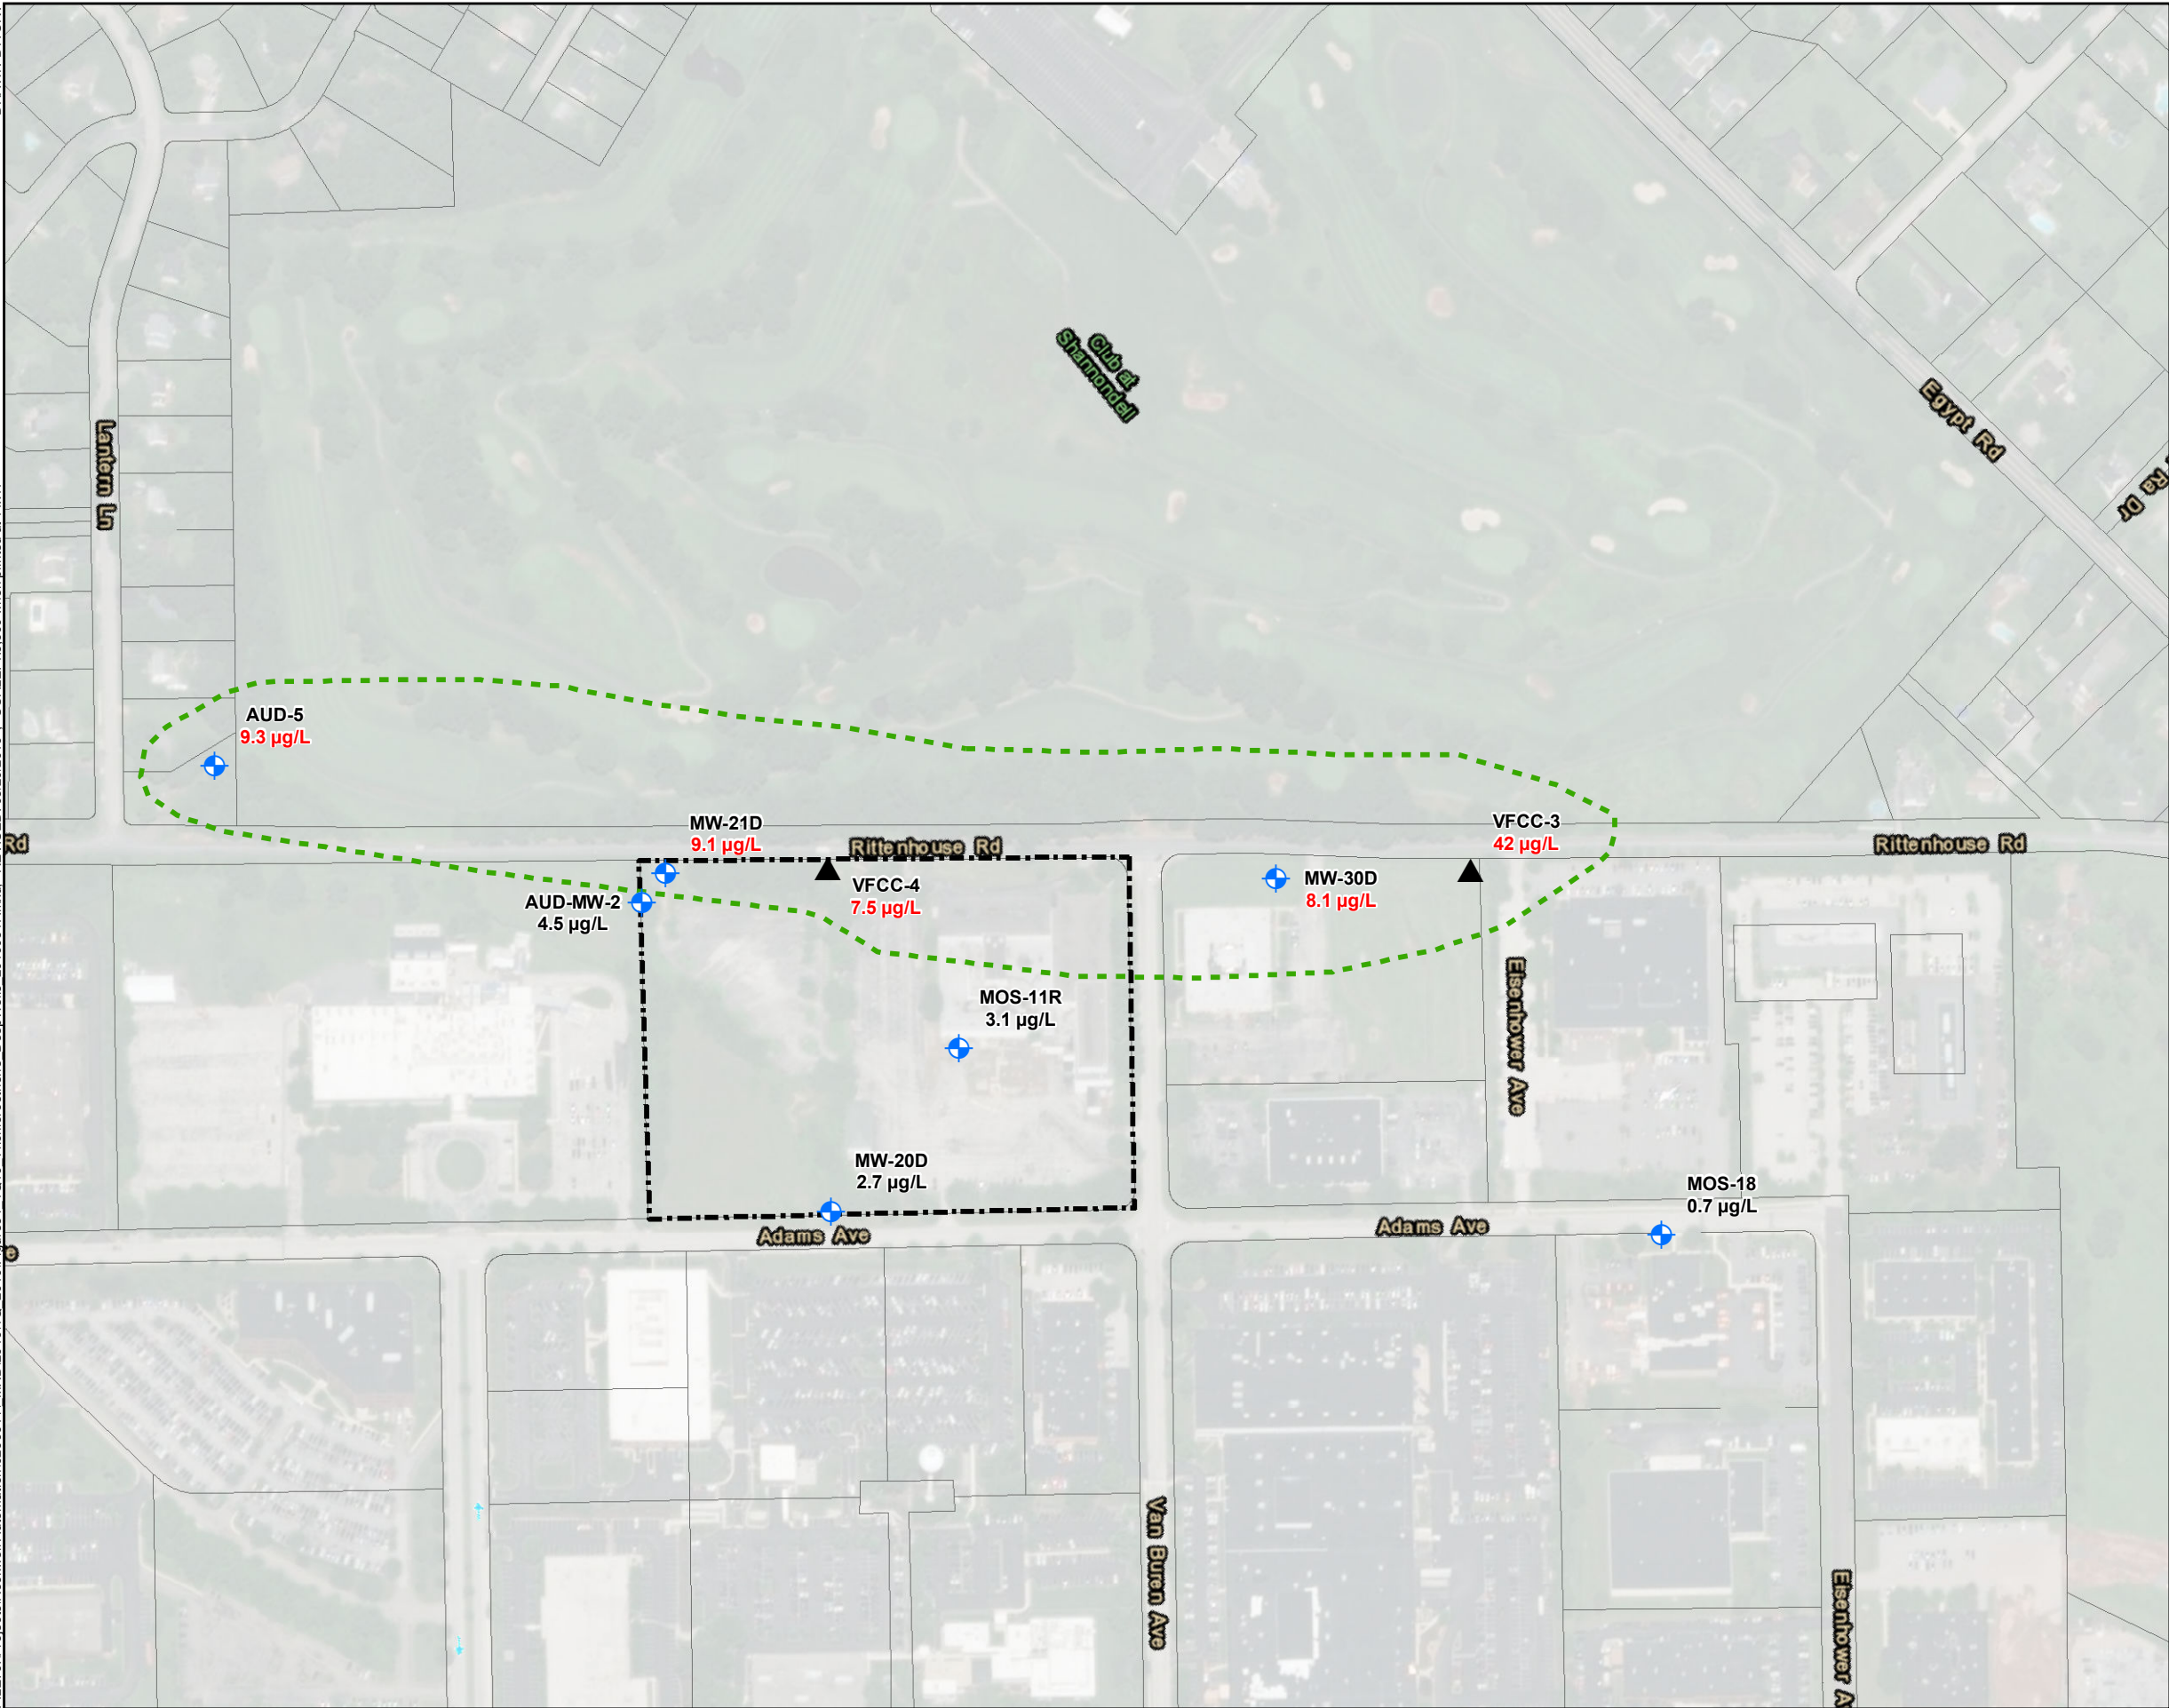 Club at
Shannondell
Egypt Rd
Ra Dr
Lantern Ln
AUD-5
9.3 µg/L
MW-21D
9.1 µg/L
VFCC-3
42 µg/L
Rd
Rittenhouse Rd
Rittenhouse Rd
VFCC-4
7.5 µg/L
MW-30D
8.1 µg/L
AUD-MW-2
4.5 µg/L
MOS-11R
3.1 µg/L
Eisenhower Ave
MW-20D
2.7 µg/L
MOS-18
0.7 µg/L
Adams Ave
Adams Ave
e
Van Buren Ave
Eisenhower A